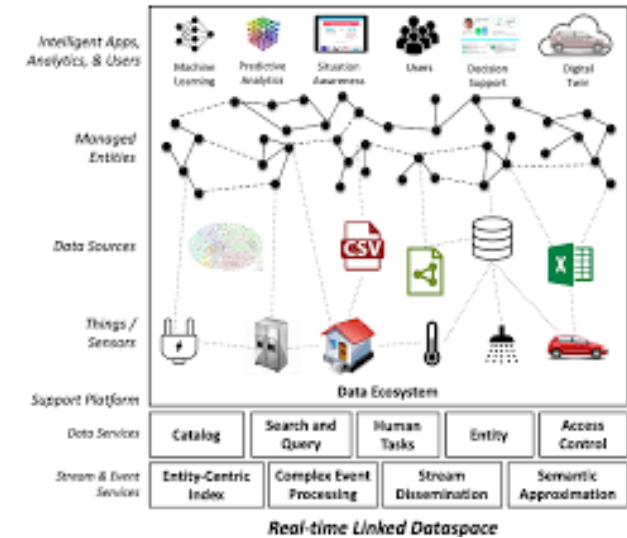 Intelligent Apps,
Analytics, & Users
Machine
Learning
Predictive
Analytics
Situation
Awareness
Users
Decision
Support
Digital
Twin
Managed
Entities
Data Sources
CSV
X
Things /
Sensors
Data Ecosystem
Support Platform
Data Services
Catalog
Search and
Query
Human
Tasks
Entity
Access
Control
Stream & Event
Services
Entity-Centric
Index
Complex Event
Processing
Stream
Dissemination
Semantic
Approximation
Real-time Linked Dataspace